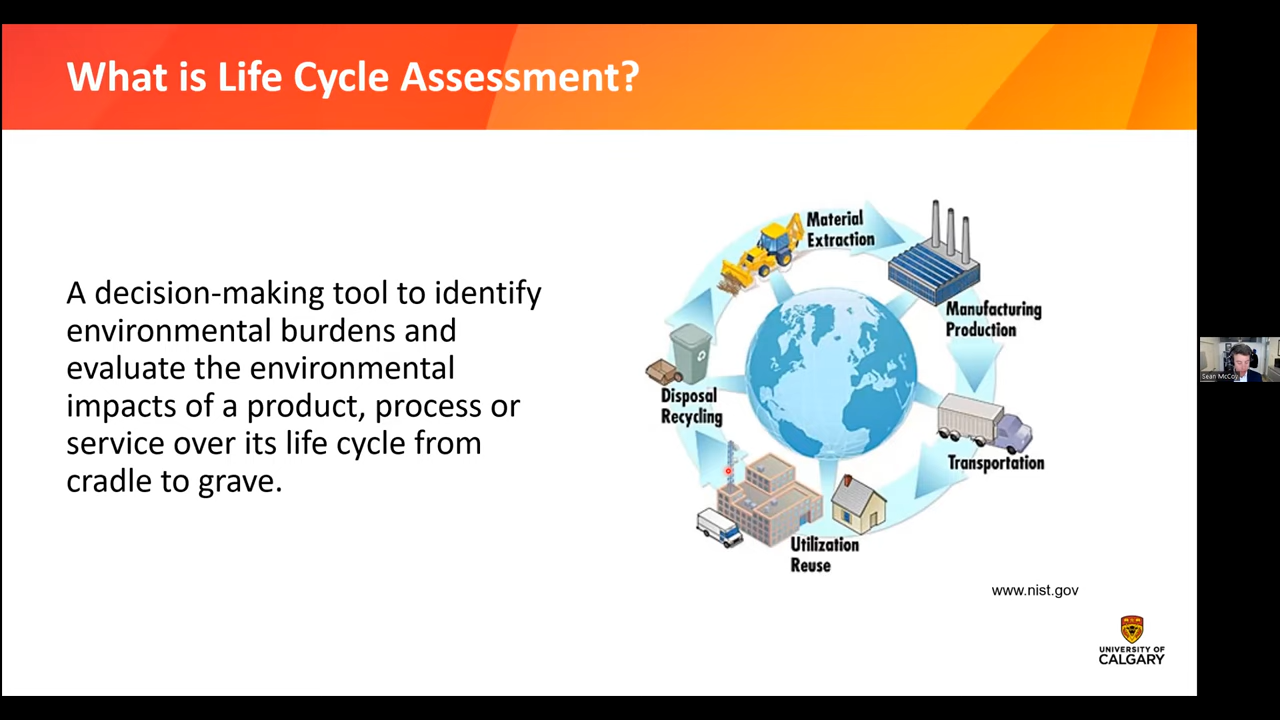 What is Life Cycle Assessment?
A decision-making tool to identify
environmental burdens and
evaluate the environmental
impacts of a product, process or
service over its life cycle from
cradle to grave.
Material
Extraction
Manufacturing
Production
Transportation
Utilization
Reuse
Disposal
Recycling
www.nist.gov
UNIVERSITY OF
CALGARY
Sean McCoy